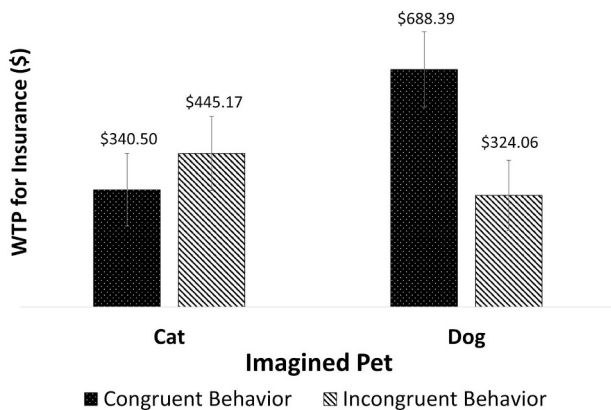 $688.39
$445.17
$340.50
$324.06
WTP for Insurance ($)
Cat Dog
Imagined Pet
Congruent Behavior Incongruent Behavior